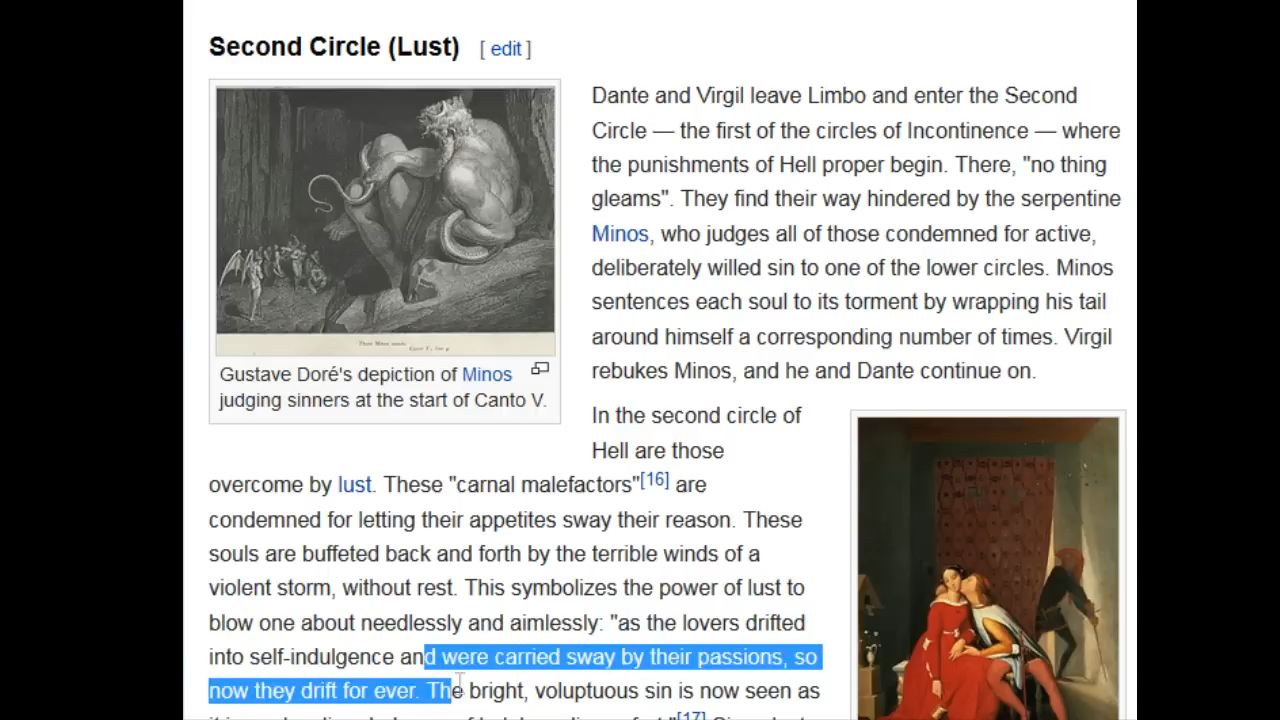 Second Circle (Lust) [ edit ]
Dante and Virgil leave Limbo and enter the Second
Circle — the first of the circles of Incontinence — where
the punishments of Hell proper begin. There, "no thing
gleams". They find their way hindered by the serpentine
Minos, who judges all of those condemned for active,
deliberately willed sin to one of the lower circles. Minos
sentences each soul to its torment by wrapping his tail
around himself a corresponding number of times. Virgil
rebukes Minos, and he and Dante continue on.
Gustave Doré's depiction of Minos
judging sinners at the start of Canto V.
In the second circle of
Hell are those
overcome by lust. These "carnal malefactors"[16] are
condemned for letting their appetites sway their reason. These
souls are buffeted back and forth by the terrible winds of a
violent storm, without rest. This symbolizes the power of lust to
blow one about needlessly and aimlessly: "as the lovers drifted
into self-indulgence and were carried sway by their passions, so
now they drift for ever. The bright, voluptuous sin is now seen as